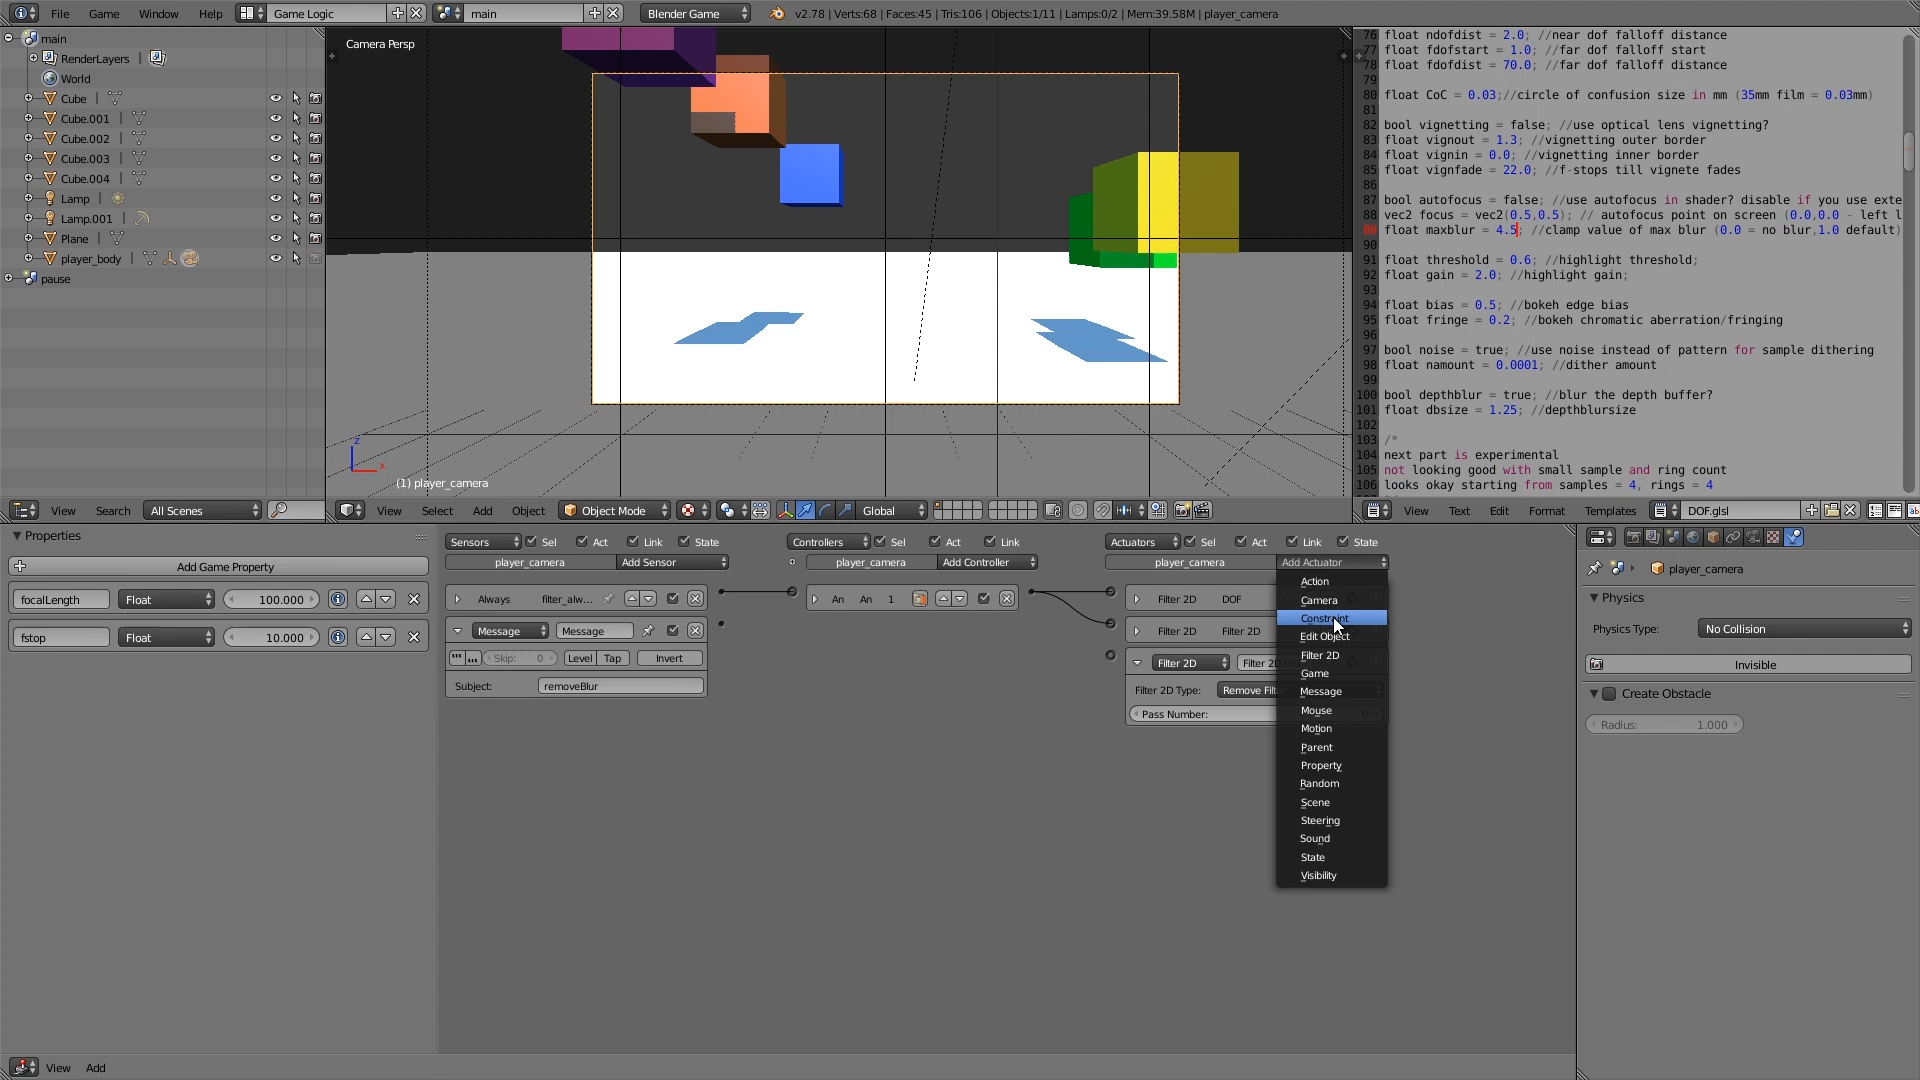 File Game Window Help Game Logic main Blender Game v2.78 | Verts:68 | Faces:45 | Tris:106 | Objects:1/11 | Lamps:0/2 | Mem:39.58M | player_camera
main
RenderLayers |
World
Cube |
Cube.001 |
Cube.002 |
Cube.003 |
Cube.004 |
Lamp |
Lamp.001 |
Plane |
player_body |
pause
View Search All Scenes
Camera Persp
z
x
(1) player_camera
View Select Add Object Object Mode Global
76 float ndofdist = 2.0; //near dof falloff distance
77 float fdofstart = 1.0; //far dof falloff start
78 float fdofdist = 70.0; //far dof falloff distance
79
80 float CoC = 0.03;//circle of confusion size in mm (35mm film = 0.03mm)
81
82 bool vignetting = false; //use optical lens vignetting?
83 float vignout = 1.3; //vignetting outer border
84 float vignin = 0.0; //vignetting inner border
85 float vignfade = 22.0; //f-stops till vignete fades
86
87 bool autofocus = false; //use autofocus in shader? disable if you use exte
88 vec2 focus = vec2(0.5,0.5); // autofocus point on screen (0.0,0.0 - left l
89 float maxblur = 4.5; //clamp value of max blur (0.0 = no blur,1.0 default)
90
91 float threshold = 0.6; //highlight threshold;
92 float gain = 2.0; //highlight gain;
93
94 float bias = 0.5; //bokeh edge bias
95 float fringe = 0.2; //bokeh chromatic aberration/fringing
96
97 bool noise = true; //use noise instead of pattern for sample dithering
98 float namount = 0.0001; //dither amount
99
100 bool depthblur = true; //blur the depth buffer?
101 float dbsize = 1.25; //depthblursize
102
103 /*
104 next part is experimental
105 not looking good with small sample and ring count
106 looks okay starting from samples = 4, rings = 4
View Text Edit Format Templates DOF.glsl
Properties
Add Game Property
focalLength Float 100.000
fstop Float 10.000
Sensors Sel Act Link State
player_camera Add Sensor
Always filter_alw...
Message Message
Skip: 0 Level Tap Invert
Subject: removeBlur
Controllers Sel Act Link
player_camera Add Controller
An An 1
Actuators Sel Act Link State
player_camera Add Actuator
Filter 2D DOF
Filter 2D Filter 2D
Filter 2D
Filter 2D Type: Remove Filt
Pass Number:
Action
Camera
Constraint
Edit Object
Filter 2D
Game
Message
Mouse
Motion
Parent
Property
Random
Scene
Steering
Sound
State
Visibility
player_camera
Physics
Physics Type: No Collision
Invisible
Create Obstacle
Radius: 1.000
View Add